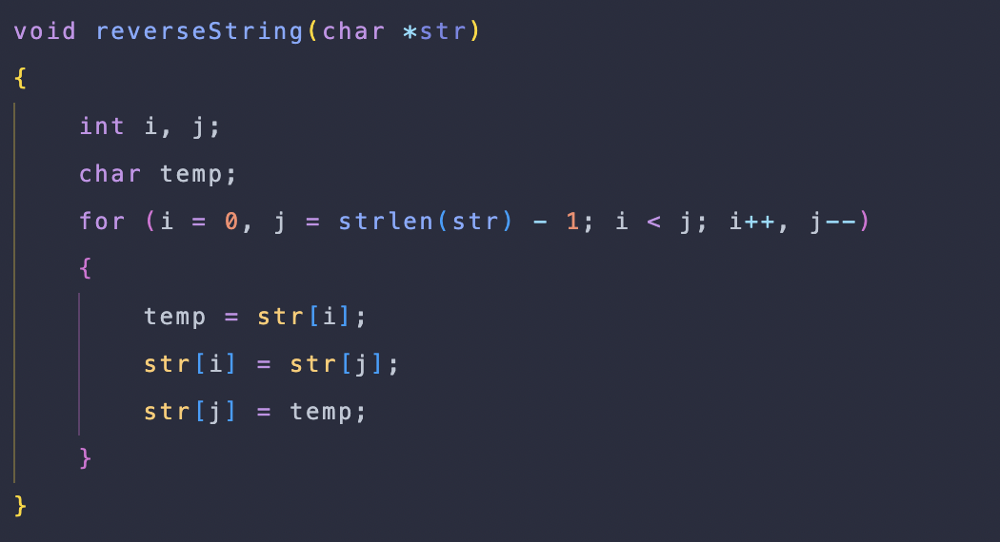 void reverseString(char *str)
{
    int i, j;
    char temp;
    for (i = 0, j = strlen(str) - 1; i < j; i++, j--)
    {
        temp = str[i];
        str[i] = str[j];
        str[j] = temp;
    }
}